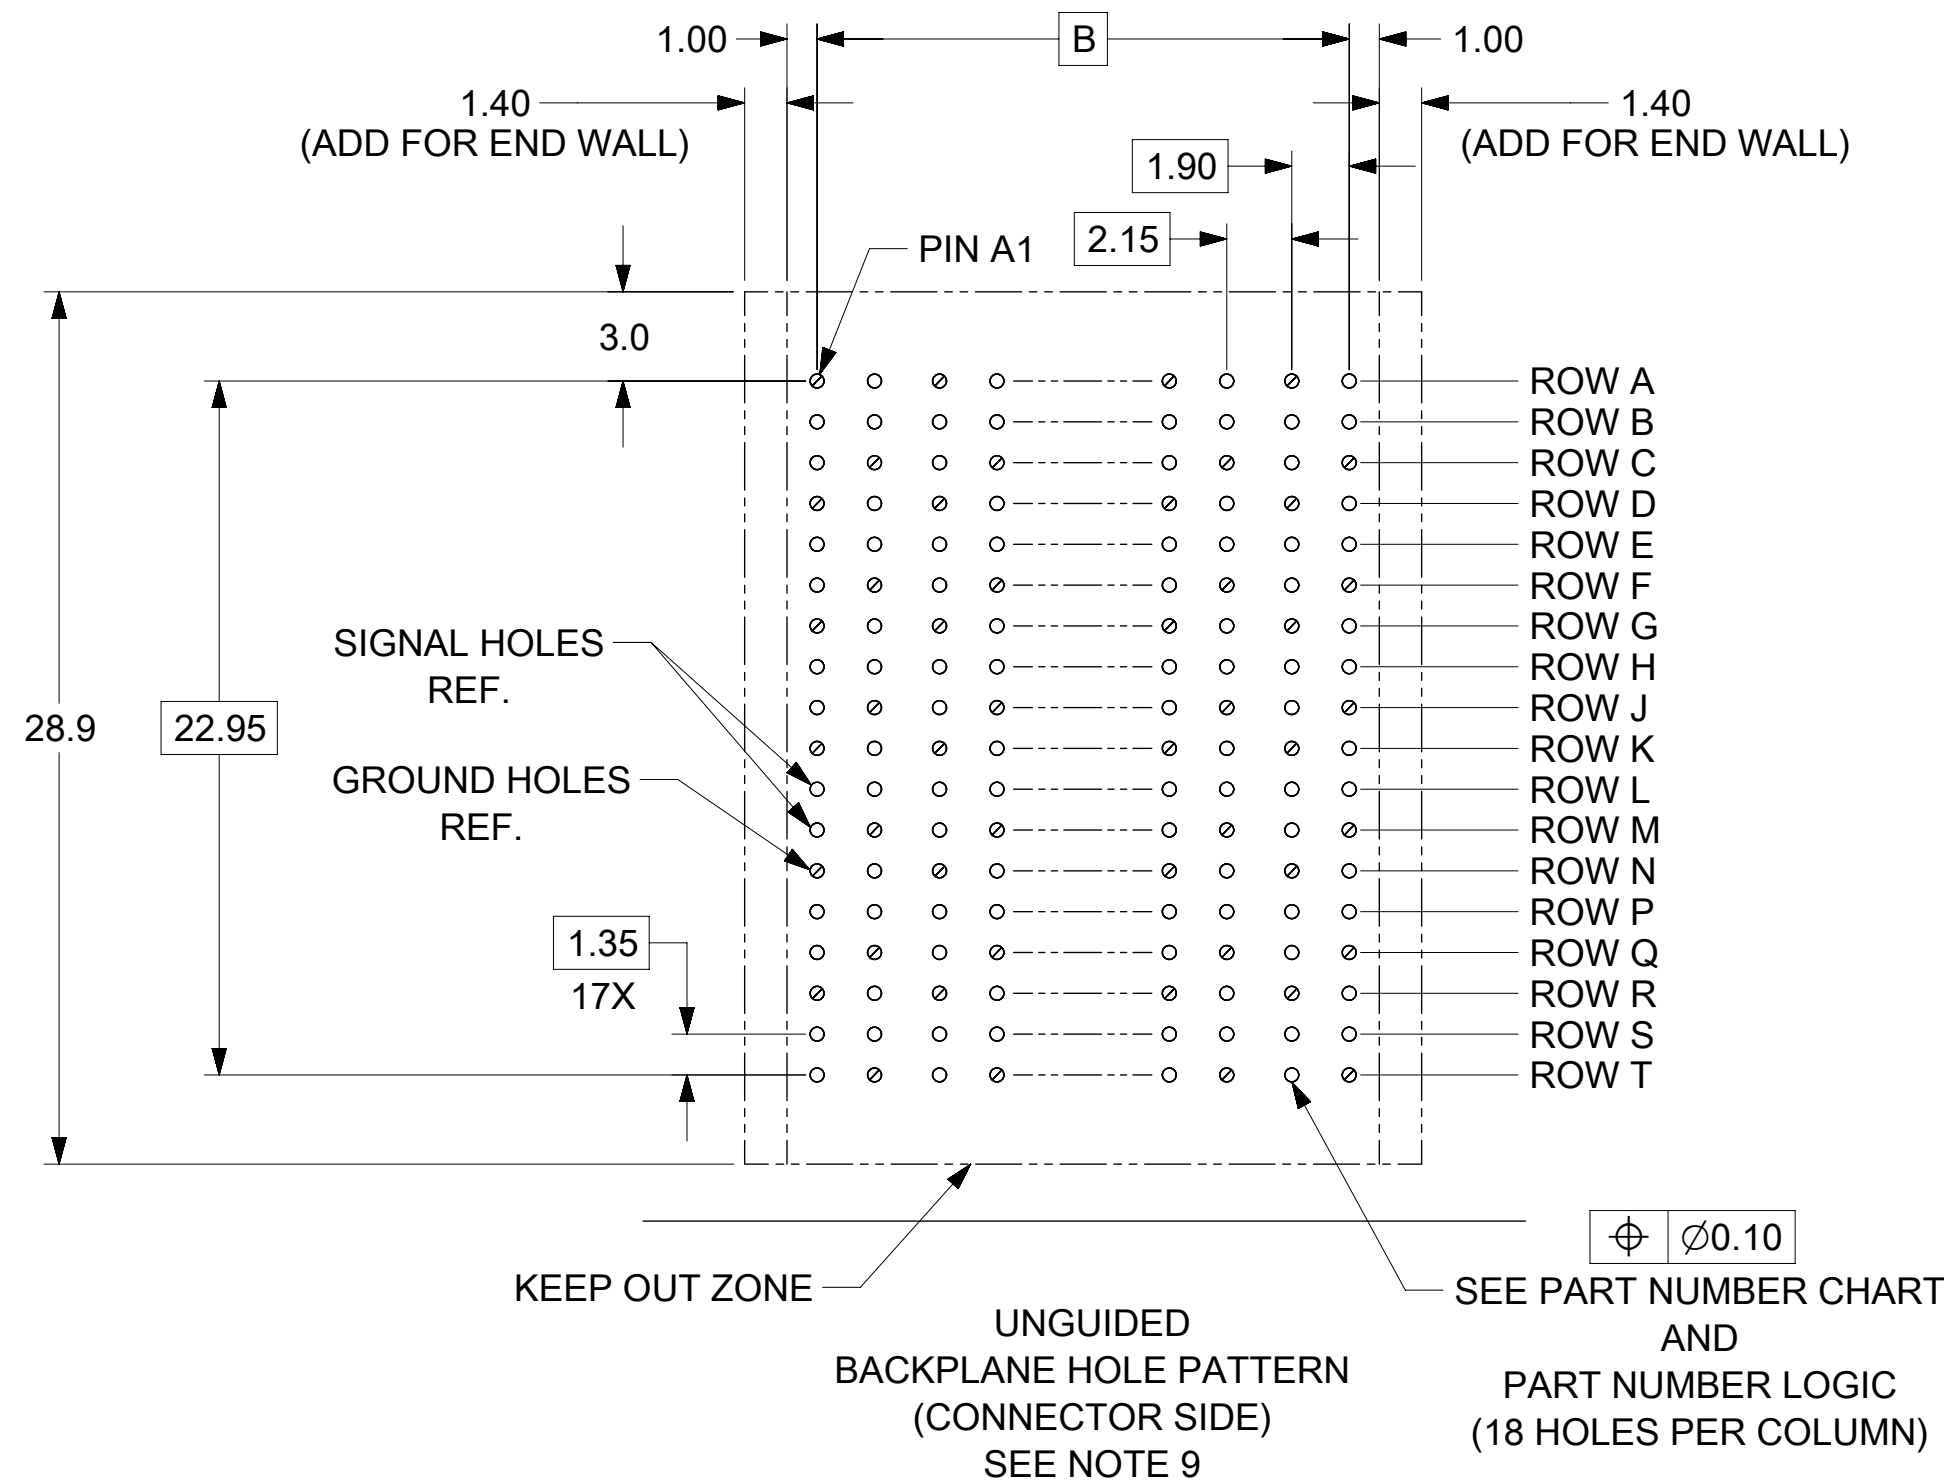 1.00
B
1.00
1.40
(ADD FOR END WALL)
1.40
(ADD FOR END WALL)
1.90
2.15
PIN A1
3.0
ROW A
ROW B
ROW C
ROW D
ROW E
ROW F
ROW G
ROW H
ROW J
ROW K
ROW L
ROW M
ROW N
ROW P
ROW Q
ROW R
ROW S
ROW T
SIGNAL HOLES
REF.
28.9
22.95
GROUND HOLES
REF.
1.35
17X
⌖ ∅0.10
KEEP OUT ZONE
SEE PART NUMBER CHART
AND
PART NUMBER LOGIC
(18 HOLES PER COLUMN)
UNGUIDED
BACKPLANE HOLE PATTERN
(CONNECTOR SIDE)
SEE NOTE 9